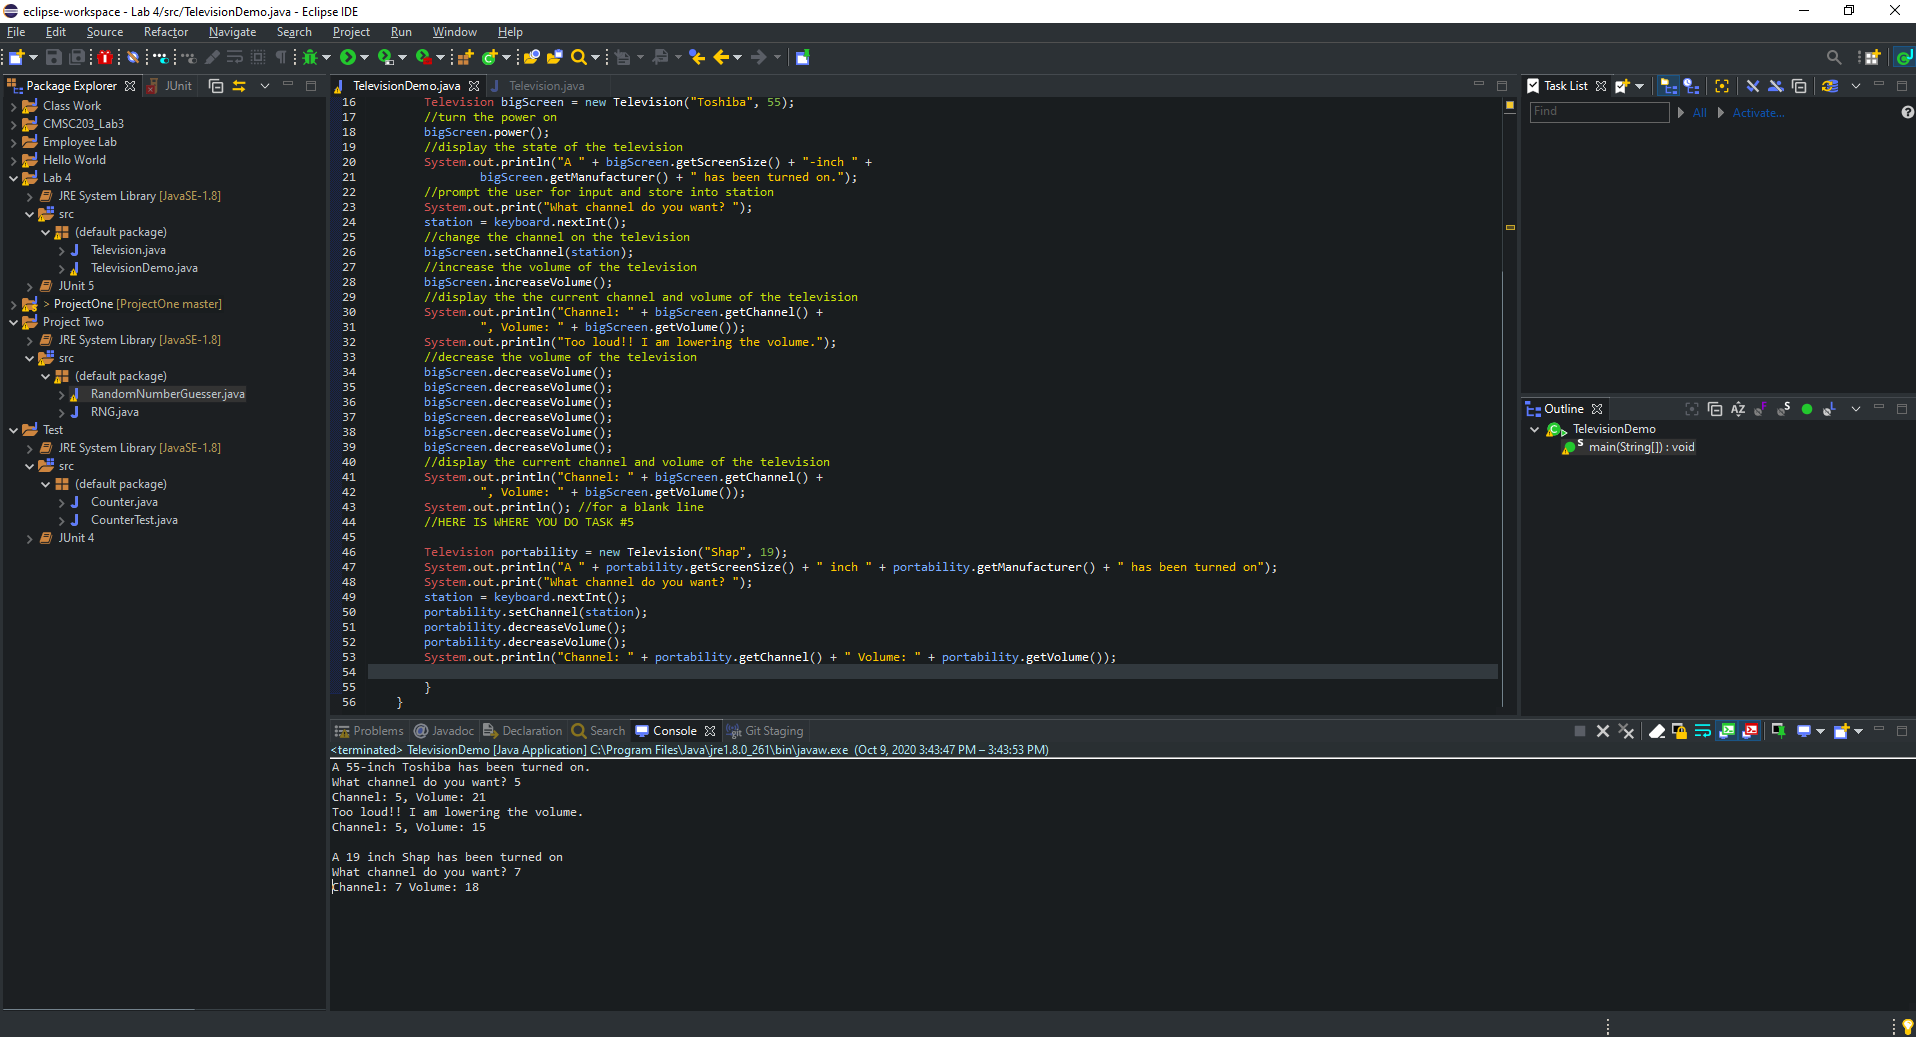 eclipse-workspace - Lab 4/src/TelevisionDemo.java - Eclipse IDE
File Edit Source Refactor Navigate Search Project Run Window Help
Package Explorer JUnit
Class Work
CMSC203_Lab3
Employee Lab
Hello World
Lab 4
JRE System Library [JavaSE-1.8]
src
(default package)
Television.java
TelevisionDemo.java
JUnit 5
> ProjectOne [ProjectOne master]
Project Two
JRE System Library [JavaSE-1.8]
src
(default package)
RandomNumberGuesser.java
RNG.java
Test
JRE System Library [JavaSE-1.8]
src
(default package)
Counter.java
CounterTest.java
JUnit 4
TelevisionDemo.java Television.java
16 Television bigScreen = new Television("Toshiba", 55);
17 //turn the power on
18 bigScreen.power();
19 //display the state of the television
20 System.out.println("A " + bigScreen.getScreenSize() + "-inch " +
21 bigScreen.getManufacturer() + " has been turned on.");
22 //prompt the user for input and store into station
23 System.out.print("What channel do you want? ");
24 station = keyboard.nextInt();
25 //change the channel on the television
26 bigScreen.setChannel(station);
27 //increase the volume of the television
28 bigScreen.increaseVolume();
29 //display the the current channel and volume of the television
30 System.out.println("Channel: " + bigScreen.getChannel() +
31 ", Volume: " + bigScreen.getVolume());
32 System.out.println("Too loud!! I am lowering the volume.");
33 //decrease the volume of the television
34 bigScreen.decreaseVolume();
35 bigScreen.decreaseVolume();
36 bigScreen.decreaseVolume();
37 bigScreen.decreaseVolume();
38 bigScreen.decreaseVolume();
39 bigScreen.decreaseVolume();
40 //display the current channel and volume of the television
41 System.out.println("Channel: " + bigScreen.getChannel() +
42 ", Volume: " + bigScreen.getVolume());
43 System.out.println(); //for a blank line
44 //HERE IS WHERE YOU DO TASK #5
45
46 Television portability = new Television("Shap", 19);
47 System.out.println("A " + portability.getScreenSize() + " inch " + portability.getManufacturer() + " has been turned on");
48 System.out.print("What channel do you want? ");
49 station = keyboard.nextInt();
50 portability.setChannel(station);
51 portability.decreaseVolume();
52 portability.decreaseVolume();
53 System.out.println("Channel: " + portability.getChannel() + " Volume: " + portability.getVolume());
54
55 }
56 }
Task List
Find All Activate...
Outline
TelevisionDemo
main(String[]) : void
Problems Javadoc Declaration Search Console Git Staging
<terminated> TelevisionDemo [Java Application] C:\Program Files\Java\jre1.8.0_261\bin\javaw.exe (Oct 9, 2020 3:43:47 PM – 3:43:53 PM)
A 55-inch Toshiba has been turned on.
What channel do you want? 5
Channel: 5, Volume: 21
Too loud!! I am lowering the volume.
Channel: 5, Volume: 15
A 19 inch Shap has been turned on
What channel do you want? 7
Channel: 7 Volume: 18